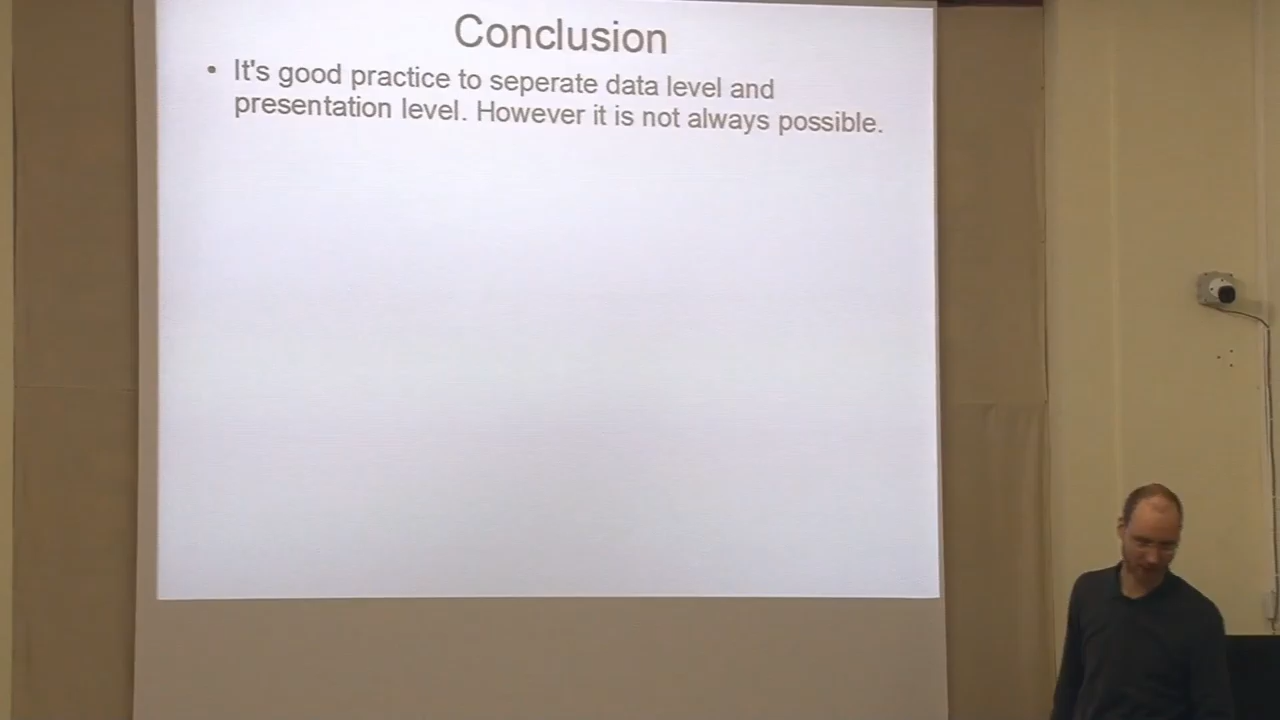 Conclusion
• It's good practice to seperate data level and
presentation level. However it is not always possible.